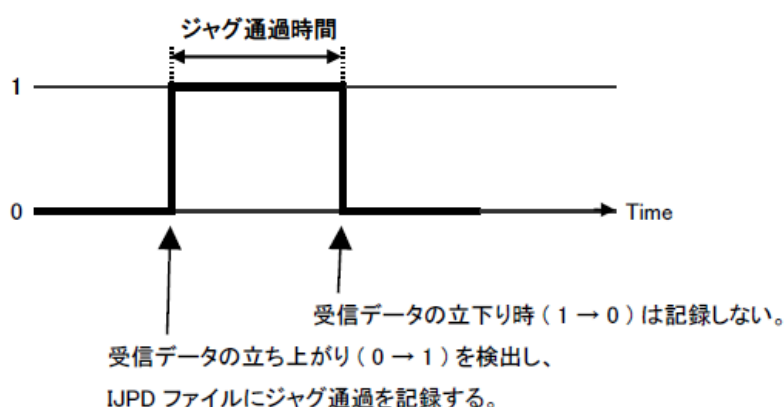 ジャグ通過時間
1
0
Time
受信データの立下り時 ( 1 → 0 ) は記録しない。
受信データの立ち上がり ( 0 → 1 ) を検出し、
IJPD ファイルにジャグ通過を記録する。